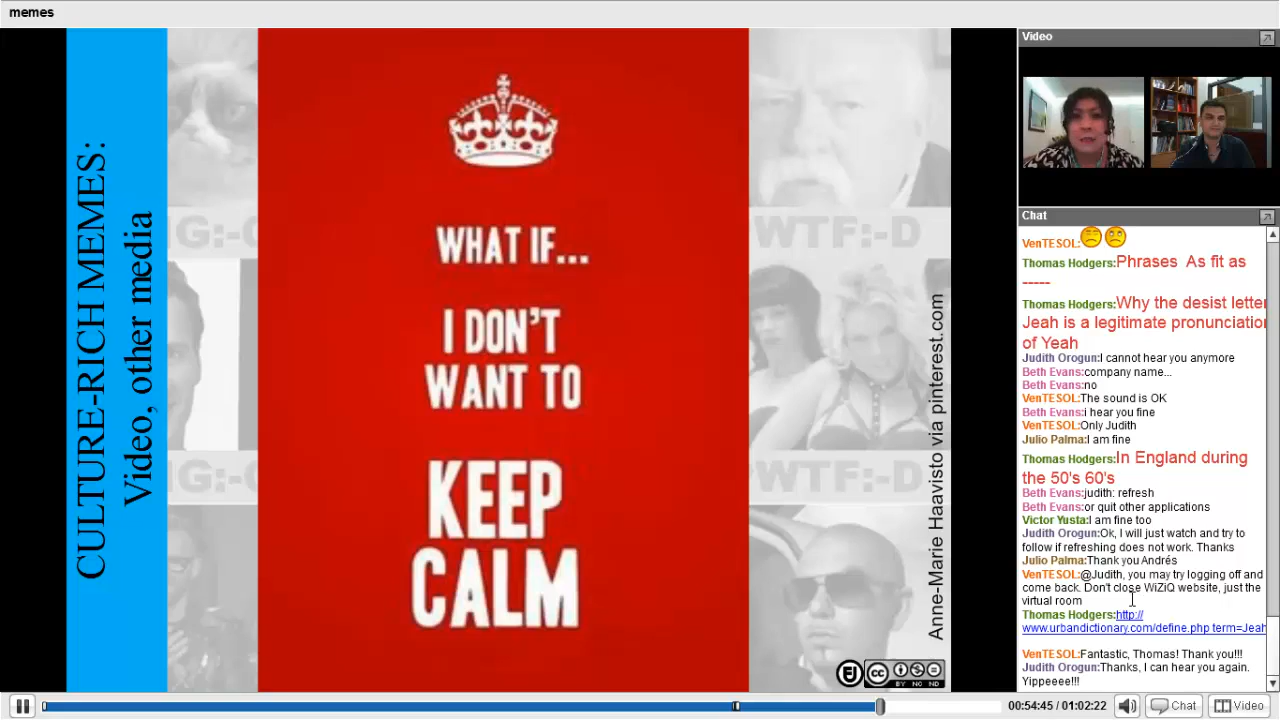 memes
CULTURE-RICH MEMES:
Video, other media
WHAT IF...
I DON'T
WANT TO
KEEP
CALM
NG:-
WTF:-D
NG:-
WTF:-D
Anne-Marie Haavisto via pinterest.com
cc
BY NC ND
Video
Chat
VenTESOL:
Thomas Hodgers:Phrases As fit as
-----
Thomas Hodgers:Why the desist letter
Jeah is a legitimate pronunciation
of Yeah
Judith Orogun:I cannot hear you anymore
Beth Evans:company name...
Beth Evans:no
VenTESOL:The sound is OK
Beth Evans:i hear you fine
VenTESOL:Only Judith
Julio Palma:I am fine
Thomas Hodgers:In England during
the 50's 60's
Beth Evans:judith: refresh
Beth Evans:or quit other applications
Victor Yusta:I am fine too
Judith Orogun:Ok, I will just watch and try to
follow if refreshing does not work. Thanks
Julio Palma:Thank you Andrés
VenTESOL:@Judith, you may try logging off and
come back. Don't close WiZiQ website, just the
virtual room
Thomas Hodgers:http://
www.urbandictionary.com/define.php term=Jeah
VenTESOL:Fantastic, Thomas! Thank you!!!
Judith Orogun:Thanks, I can hear you again.
Yippeeee!!!
00:54:45 / 01:02:22
Chat
Video